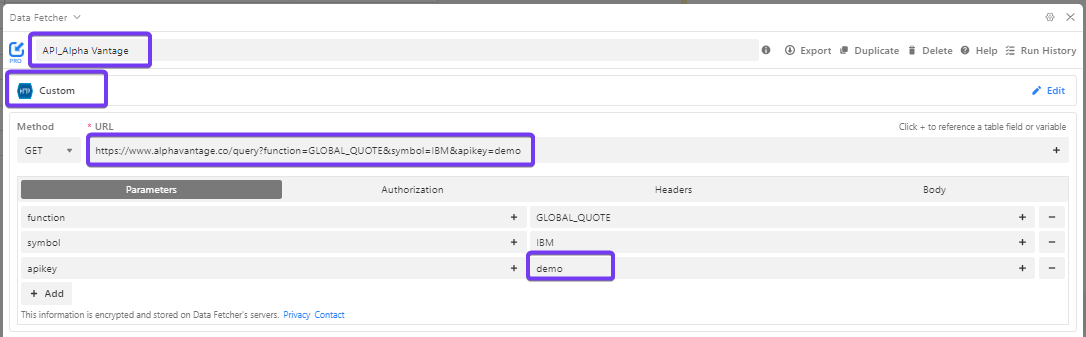 Data Fetcher
PRO
API_Alpha Vantage
Export Duplicate Delete Help Run History
HTTP Custom Edit
Method * URL Click + to reference a table field or variable
GET https://www.alphavantage.co/query?function=GLOBAL_QUOTE&symbol=IBM&apikey=demo +
Parameters Authorization Headers Body
function + GLOBAL_QUOTE + −
symbol + IBM + −
apikey + demo + −
+ Add
This information is encrypted and stored on Data Fetcher's servers. Privacy Contact